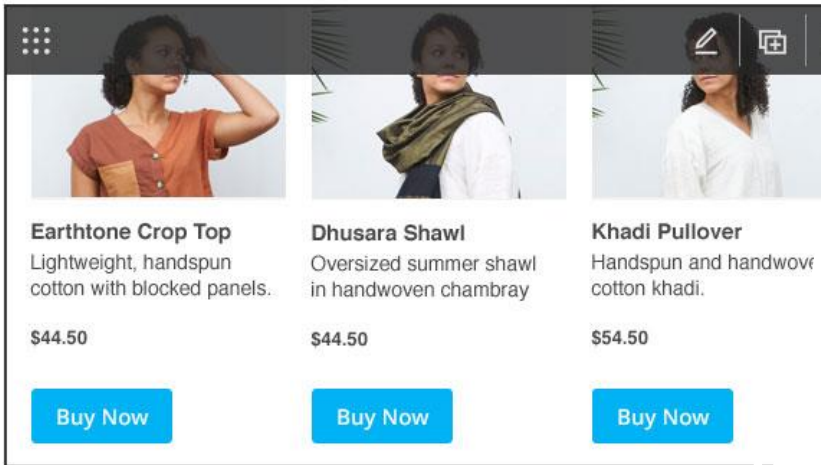 Earthtone Crop Top
Lightweight, handspun
cotton with blocked panels.
$44.50
Buy Now
Dhusara Shawl
Oversized summer shawl
in handwoven chambray
$44.50
Buy Now
Khadi Pullover
Handspun and handwove
cotton khadi.
$54.50
Buy Now